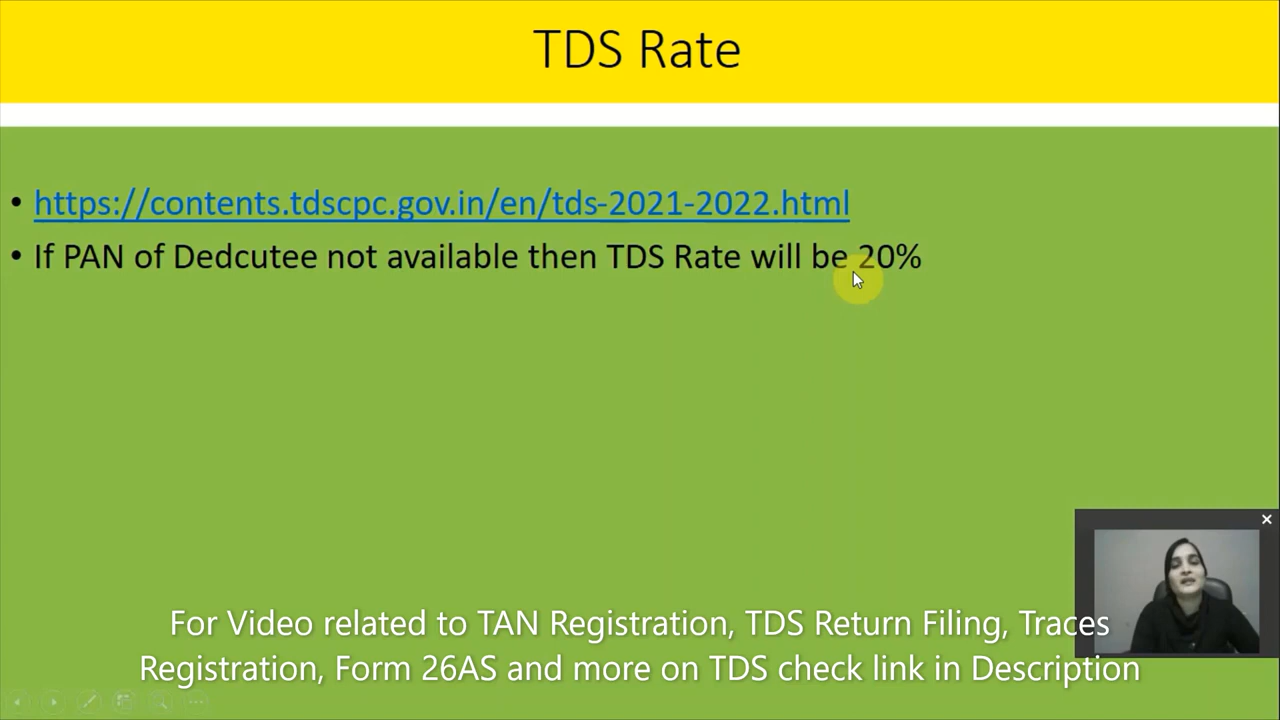 TDS Rate
• https://contents.tdscpc.gov.in/en/tds-2021-2022.html
• If PAN of Dedcutee not available then TDS Rate will be 20%
For Video related to TAN Registration, TDS Return Filing, Traces
Registration, Form 26AS and more on TDS check link in Description